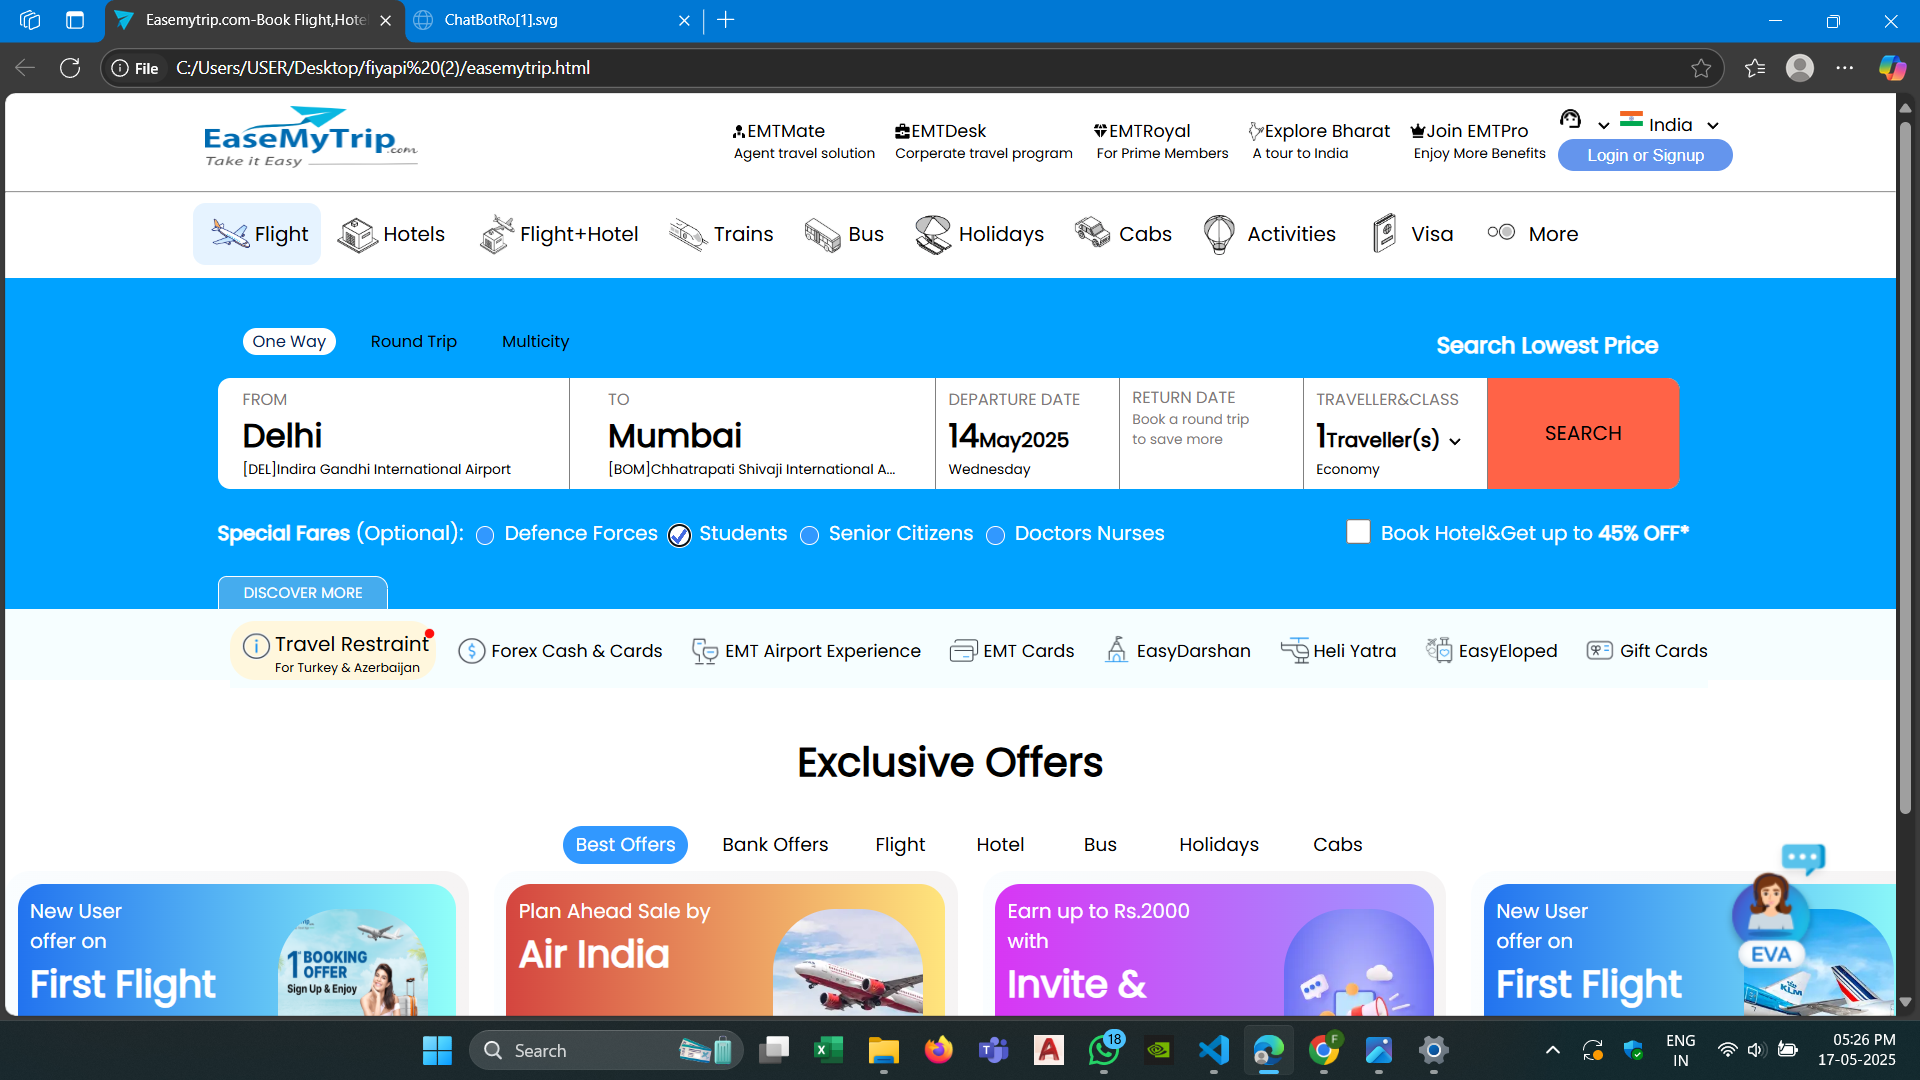 Easemytrip.com-Book Flight,Hote
ChatBotRo[1].svg
File
C:/Users/USER/Desktop/fiyapi%20(2)/easemytrip.html
EaseMyTrip.com
Take it Easy
EMTMate
Agent travel solution
EMTDesk
Corperate travel program
EMTRoyal
For Prime Members
Explore Bharat
A tour to India
Join EMTPro
Enjoy More Benefits
India
Login or Signup
Flight
Hotels
Flight+Hotel
Trains
Bus
Holidays
Cabs
Activities
Visa
More
One Way
Round Trip
Multicity
Search Lowest Price
FROM
Delhi
[DEL]Indira Gandhi International Airport
TO
Mumbai
[BOM]Chhatrapati Shivaji International A...
DEPARTURE DATE
14May2025
Wednesday
RETURN DATE
Book a round trip
to save more
TRAVELLER&CLASS
1Traveller(s)
Economy
SEARCH
Special Fares (Optional):
Defence Forces
Students
Senior Citizens
Doctors Nurses
Book Hotel&Get up to 45% OFF*
DISCOVER MORE
Travel Restraint
For Turkey & Azerbaijan
Forex Cash & Cards
EMT Airport Experience
EMT Cards
EasyDarshan
Heli Yatra
EasyEloped
Gift Cards
Exclusive Offers
Best Offers
Bank Offers
Flight
Hotel
Bus
Holidays
Cabs
New User
offer on
First Flight
1st BOOKING
OFFER
Sign Up & Enjoy
Plan Ahead Sale by
Air India
Earn up to Rs.2000
with
Invite &
New User
offer on
First Flight
KLM
EVA
Search
18
F
ENG
IN
05:26 PM
17-05-2025